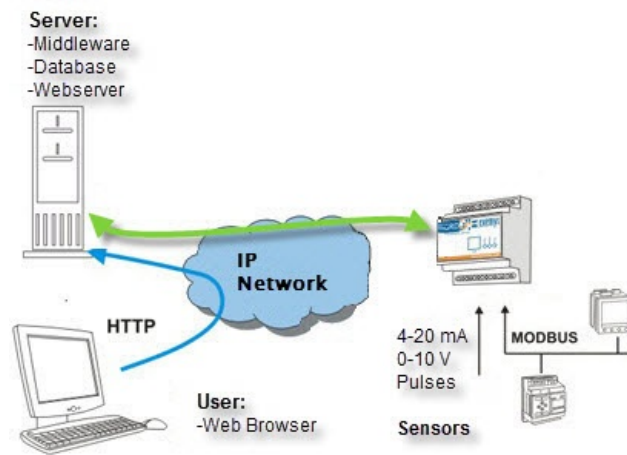 Server:
-Middleware
-Database
-Webserver
IP
Network
HTTP
User:
-Web Browser
4-20 mA
0-10 V
Pulses
MODBUS
Sensors